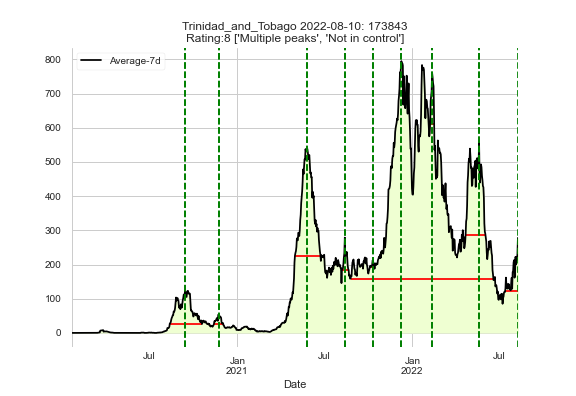 Trinidad_and_Tobago 2022-08-10: 173843
Rating:8 ['Multiple peaks', 'Not in control']
Average-7d
800
700
600
500
400
300
200
100
0
Jul
Jan
2021
Jul
Jan
2022
Jul
Date